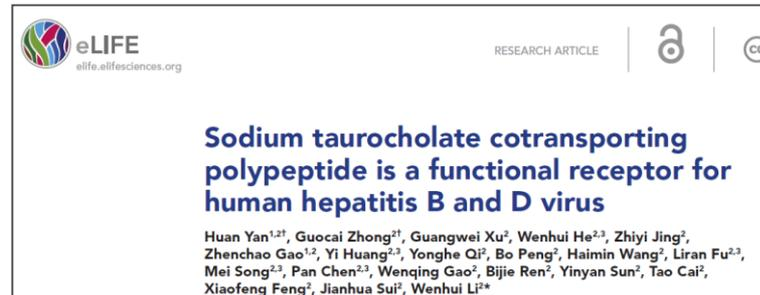 eLIFE
elife.elifesciences.org
RESEARCH ARTICLE
Sodium taurocholate cotransporting
polypeptide is a functional receptor for
human hepatitis B and D virus
Huan Yan1,2†, Guocai Zhong2†, Guangwei Xu2, Wenhui He2,3, Zhiyi Jing2,
Zhenchao Gao1,2, Yi Huang2,3, Yonghe Qi2, Bo Peng2, Haimin Wang2, Liran Fu2,3,
Mei Song2,3, Pan Chen2,3, Wenqing Gao2, Bijie Ren2, Yinyan Sun2, Tao Cai2,
Xiaofeng Feng2, Jianhua Sui2, Wenhui Li2*